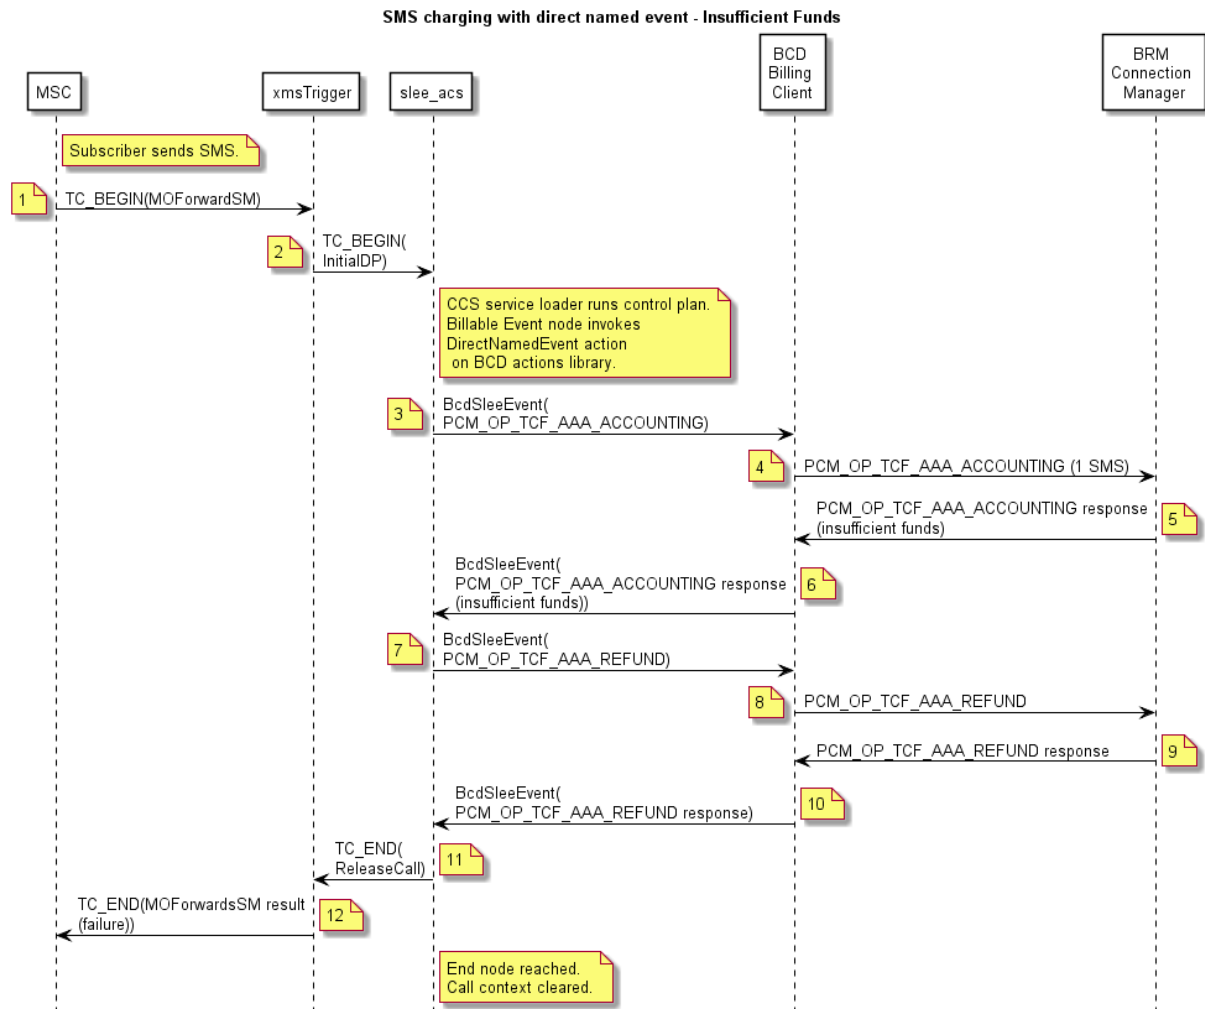 SMS charging with direct named event - Insufficient Funds
MSC
xmsTrigger
slee_acs
BCD
Billing
Client
BRM
Connection
Manager
Subscriber sends SMS.
1
TC_BEGIN(MOForwardSM)
2
TC_BEGIN(
InitialDP)
CCS service loader runs control plan.
Billable Event node invokes
DirectNamedEvent action
on BCD actions library.
3
BcdSleeEvent(
PCM_OP_TCF_AAA_ACCOUNTING)
4
PCM_OP_TCF_AAA_ACCOUNTING (1 SMS)
PCM_OP_TCF_AAA_ACCOUNTING response
(insufficient funds)
5
BcdSleeEvent(
PCM_OP_TCF_AAA_ACCOUNTING response
(insufficient funds))
6
7
BcdSleeEvent(
PCM_OP_TCF_AAA_REFUND)
8
PCM_OP_TCF_AAA_REFUND
PCM_OP_TCF_AAA_REFUND response
9
BcdSleeEvent(
PCM_OP_TCF_AAA_REFUND response)
10
TC_END(
ReleaseCall)
11
TC_END(MOForwardsSM result
(failure))
12
End node reached.
Call context cleared.